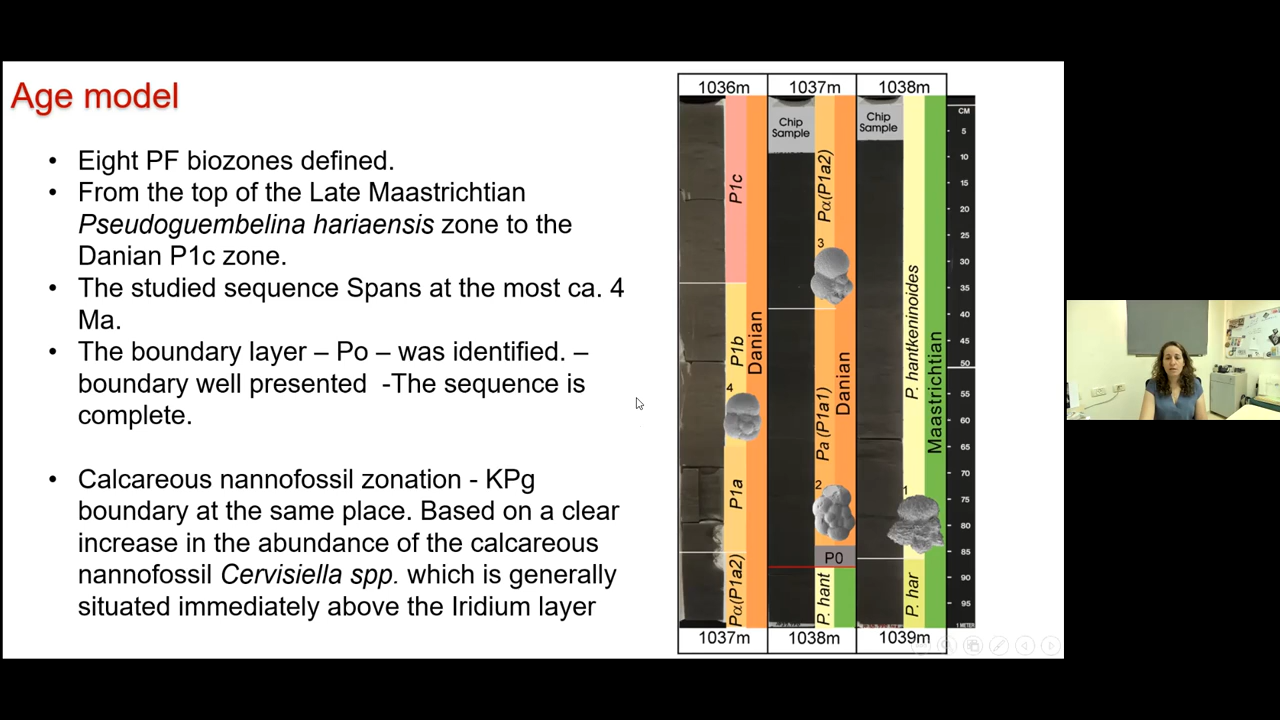 Age model
• Eight PF biozones defined.
• From the top of the Late Maastrichtian
Pseudoguembelina hariaensis zone to the
Danian P1c zone.
• The studied sequence Spans at the most ca. 4
Ma.
• The boundary layer – Po – was identified. –
boundary well presented -The sequence is
complete.
• Calcareous nannofossil zonation - KPg
boundary at the same place. Based on a clear
increase in the abundance of the calcareous
nannofossil Cervisiella spp. which is generally
situated immediately above the Iridium layer
1036m
1037m
1038m
P1c
P1b
4
P1a
Pα(P1a2)
Danian
1037m
Chip
Sample
Pα(P1a2)
3
Pa (P1a1)
2
P0
P. hant
Danian
1038m
Chip
Sample
P. hantkeninoides
1
P. har
Maastrichtian
1039m
CM
5
10
15
20
25
30
35
40
45
50
55
60
65
70
75
80
85
90
95
1 METER